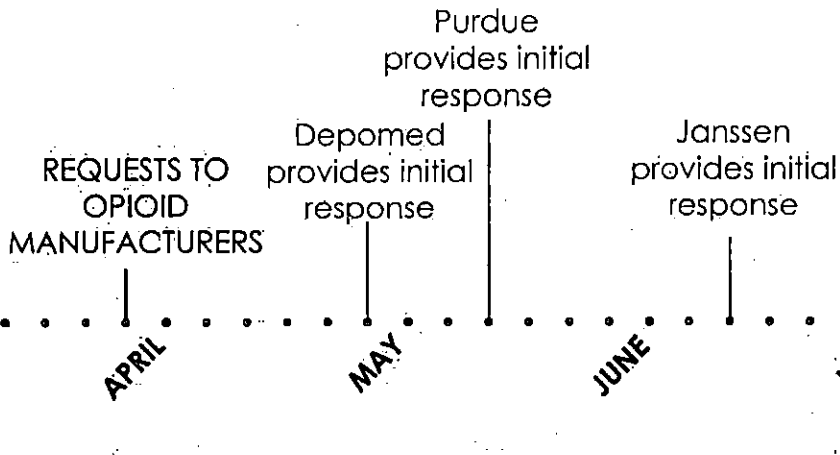 REQUESTS TO
OPIOID
MANUFACTURERS
Depomed
provides initial
response
Purdue
provides initial
response
Janssen
provides initial
response
APRIL
MAY
JUNE